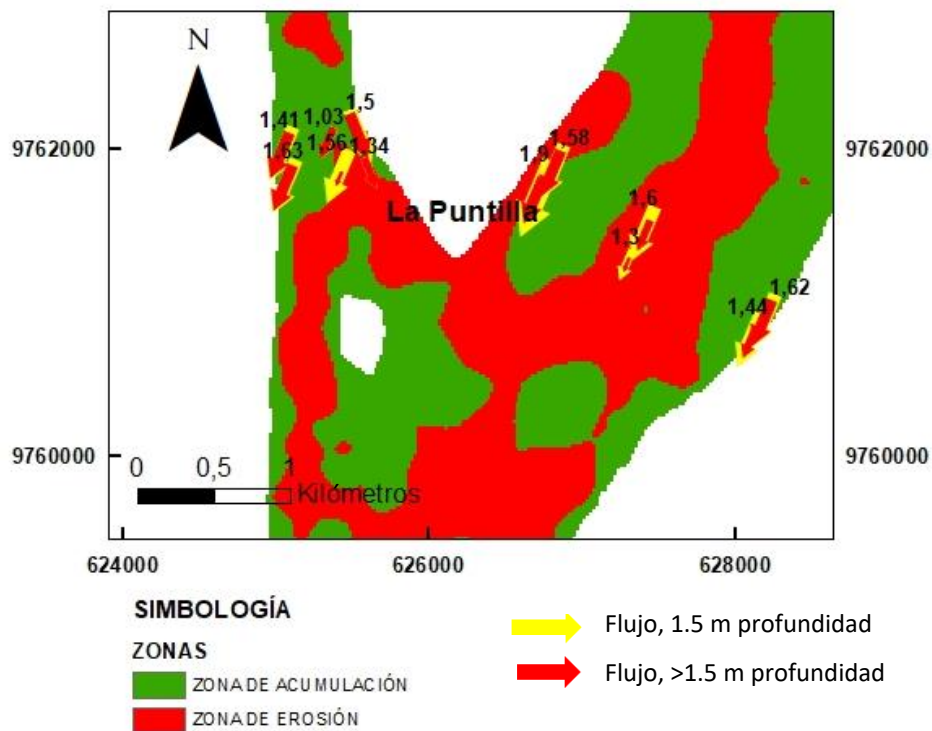 N
1,5
1,41
1,03
1,63
1,56
1,34
1,58
1,9
9762000
9762000
La Puntilla
1,6
1,3
1,62
1,44
9760000
9760000
0 0,5 1
Kilómetros
624000 626000 628000
SIMBOLOGÍA
ZONAS
ZONA DE ACUMULACIÓN
ZONA DE EROSIÓN
Flujo, 1.5 m profundidad
Flujo, >1.5 m profundidad